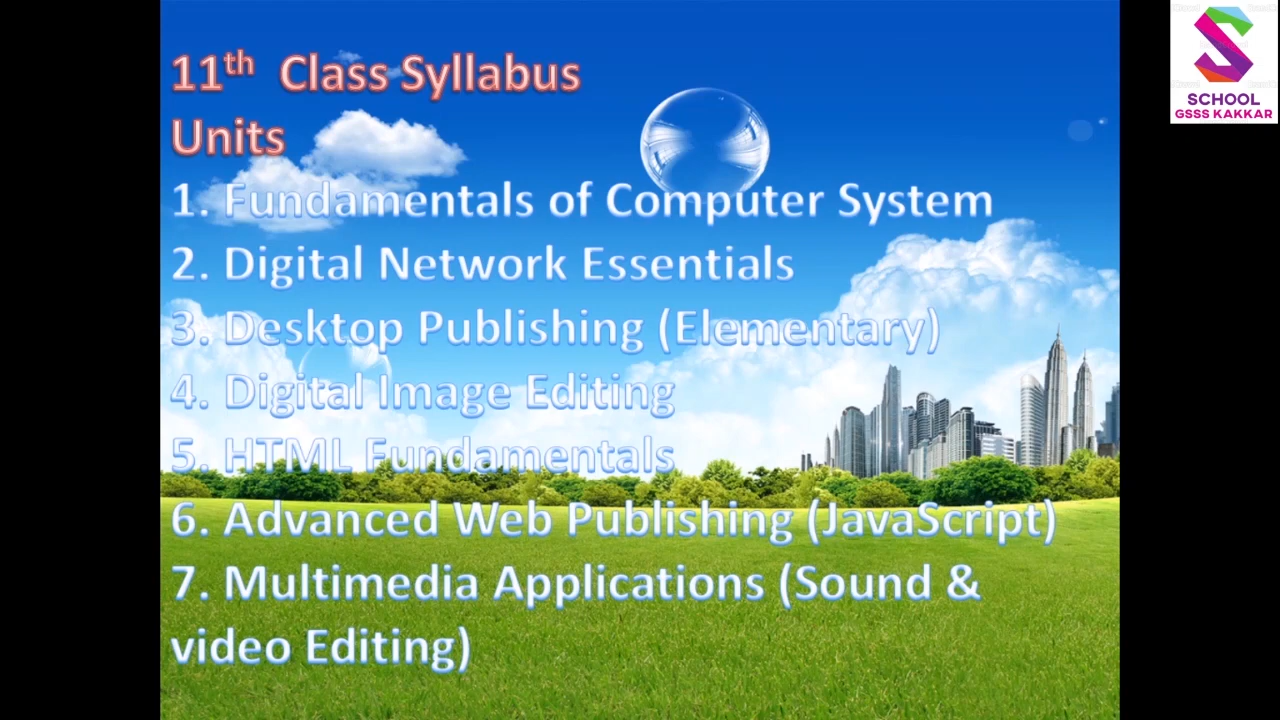 11th Class Syllabus
Units
1. Fundamentals of Computer System
2. Digital Network Essentials
3. Desktop Publishing (Elementary)
4. Digital Image Editing
5. HTML Fundamentals
6. Advanced Web Publishing (JavaScript)
7. Multimedia Applications (Sound &
video Editing)
SCHOOL
GSSS KAKKAR